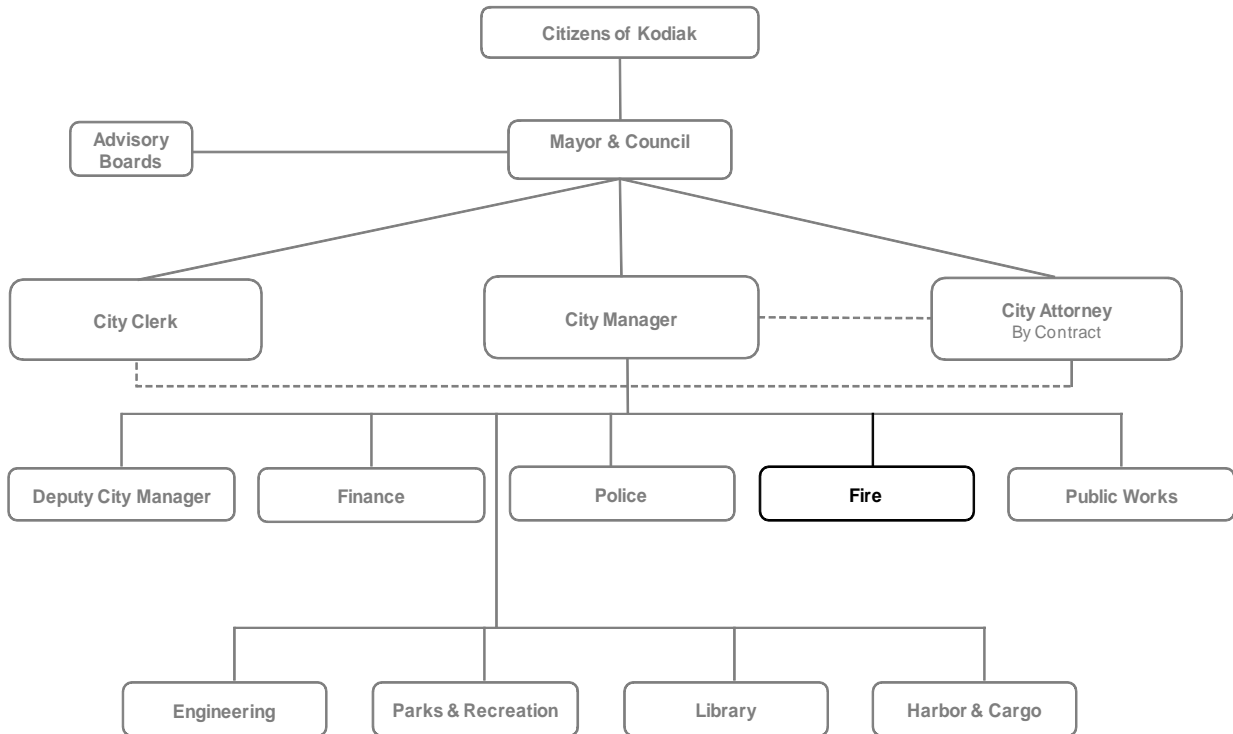 Citizens of Kodiak
Advisory
Boards
Mayor & Council
City Clerk
City Manager
City Attorney
By Contract
Deputy City Manager
Finance
Police
Fire
Public Works
Engineering
Parks & Recreation
Library
Harbor & Cargo